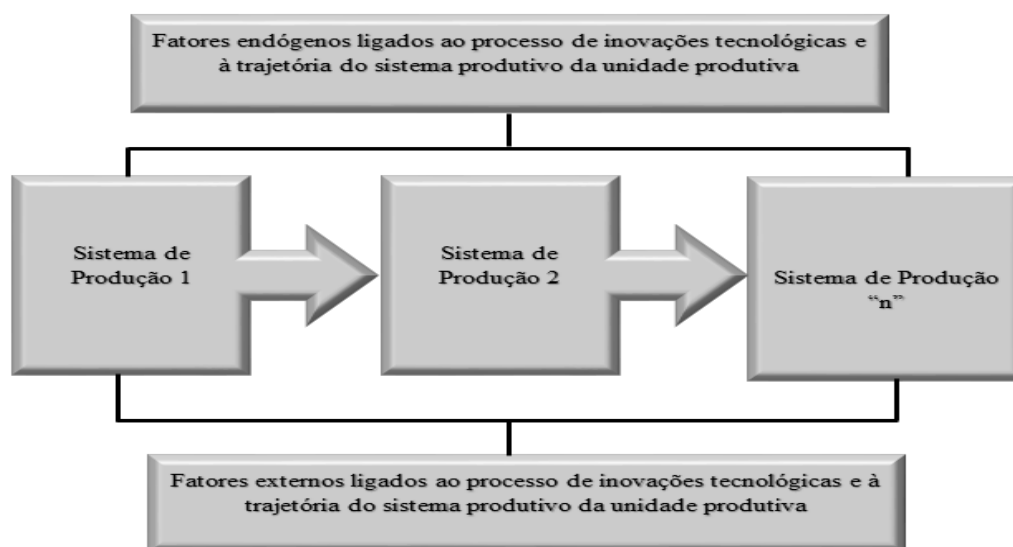 Fatores endógenos ligados ao processo de inovações tecnológicas e
à trajetória do sistema produtivo da unidade produtiva
Sistema de
Produção 1
Sistema de
Produção 2
Sistema de Produção
“n”
Fatores externos ligados ao processo de inovações tecnológicas e à
trajetória do sistema produtivo da unidade produtiva